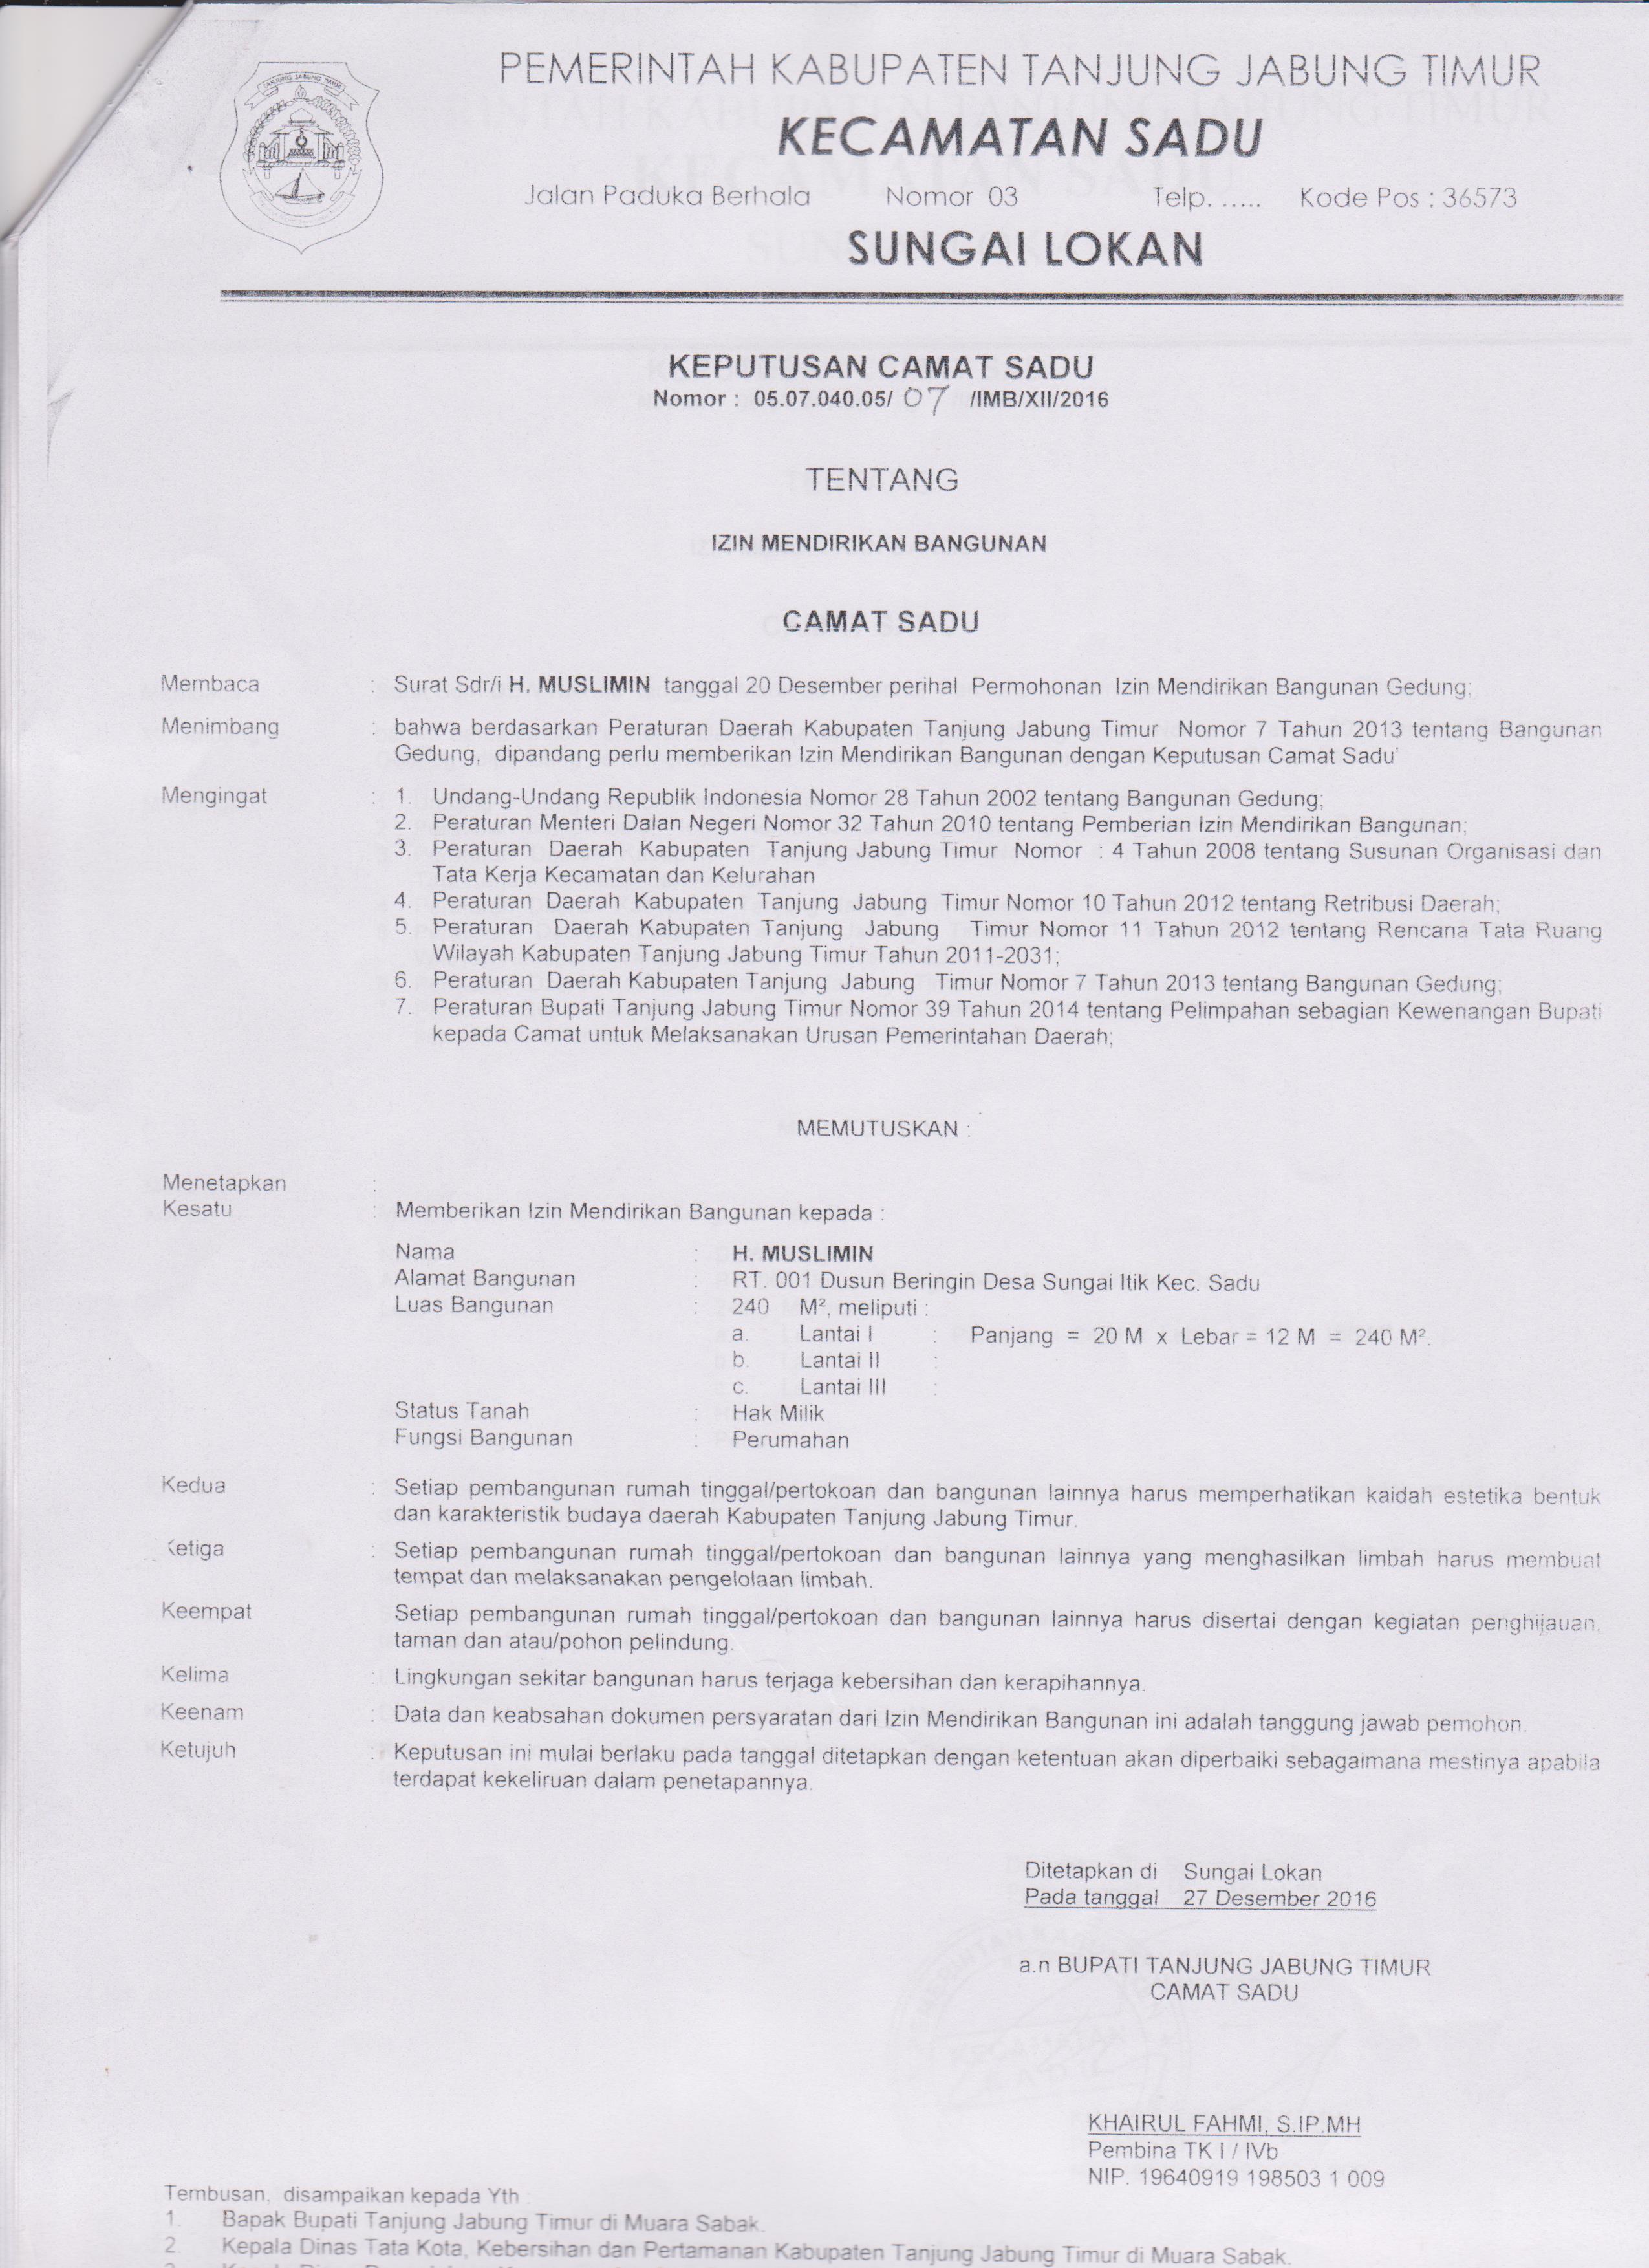 TANJUNG JABUNG TIMUR
PEMERINTAH KABUPATEN TANJUNG JABUNG TIMUR
KECAMATAN SADU
Jalan Paduka Berhala Nomor 03 Telp. ..... Kode Pos : 36573
SUNGAI LOKAN
KEPUTUSAN CAMAT SADU
Nomor : 05.07.040.05/ 07 /IMB/XII/2016
TENTANG
IZIN MENDIRIKAN BANGUNAN
CAMAT SADU
Membaca : Surat Sdr/i H. MUSLIMIN tanggal 20 Desember perihal Permohonan Izin Mendirikan Bangunan Gedung;
Menimbang : bahwa berdasarkan Peraturan Daerah Kabupaten Tanjung Jabung Timur Nomor 7 Tahun 2013 tentang Bangunan
Gedung, dipandang perlu memberikan Izin Mendirikan Bangunan dengan Keputusan Camat Sadu'
Mengingat : 1. Undang-Undang Republik Indonesia Nomor 28 Tahun 2002 tentang Bangunan Gedung;
2. Peraturan Menteri Dalan Negeri Nomor 32 Tahun 2010 tentang Pemberian Izin Mendirikan Bangunan;
3. Peraturan Daerah Kabupaten Tanjung Jabung Timur Nomor : 4 Tahun 2008 tentang Susunan Organisasi dan
Tata Kerja Kecamatan dan Kelurahan
4. Peraturan Daerah Kabupaten Tanjung Jabung Timur Nomor 10 Tahun 2012 tentang Retribusi Daerah;
5. Peraturan Daerah Kabupaten Tanjung Jabung Timur Nomor 11 Tahun 2012 tentang Rencana Tata Ruang
Wilayah Kabupaten Tanjung Jabung Timur Tahun 2011-2031;
6. Peraturan Daerah Kabupaten Tanjung Jabung Timur Nomor 7 Tahun 2013 tentang Bangunan Gedung;
7. Peraturan Bupati Tanjung Jabung Timur Nomor 39 Tahun 2014 tentang Pelimpahan sebagian Kewenangan Bupati
kepada Camat untuk Melaksanakan Urusan Pemerintahan Daerah;
MEMUTUSKAN :
Menetapkan :
Kesatu : Memberikan Izin Mendirikan Bangunan kepada :
Nama : H. MUSLIMIN
Alamat Bangunan : RT. 001 Dusun Beringin Desa Sungai Itik Kec. Sadu
Luas Bangunan : 240 M², meliputi :
a. Lantai I : Panjang = 20 M x Lebar = 12 M = 240 M².
b. Lantai II :
c. Lantai III :
Status Tanah : Hak Milik
Fungsi Bangunan : Perumahan
Kedua : Setiap pembangunan rumah tinggal/pertokoan dan bangunan lainnya harus memperhatikan kaidah estetika bentuk
dan karakteristik budaya daerah Kabupaten Tanjung Jabung Timur.
Ketiga : Setiap pembangunan rumah tinggal/pertokoan dan bangunan lainnya yang menghasilkan limbah harus membuat
tempat dan melaksanakan pengelolaan limbah.
Keempat Setiap pembangunan rumah tinggal/pertokoan dan bangunan lainnya harus disertai dengan kegiatan penghijauan,
taman dan atau/pohon pelindung.
Kelima : Lingkungan sekitar bangunan harus terjaga kebersihan dan kerapihannya.
Keenam : Data dan keabsahan dokumen persyaratan dari Izin Mendirikan Bangunan ini adalah tanggung jawab pemohon.
Ketujuh : Keputusan ini mulai berlaku pada tanggal ditetapkan dengan ketentuan akan diperbaiki sebagaimana mestinya apabila
terdapat kekeliruan dalam penetapannya.
Ditetapkan di Sungai Lokan
Pada tanggal 27 Desember 2016
a.n BUPATI TANJUNG JABUNG TIMUR
CAMAT SADU
KHAIRUL FAHMI, S.IP.MH
Pembina TK I / IVb
NIP. 19640919 198503 1 009
Tembusan, disampaikan kepada Yth :
1. Bapak Bupati Tanjung Jabung Timur di Muara Sabak.
2. Kepala Dinas Tata Kota, Kebersihan dan Pertamanan Kabupaten Tanjung Jabung Timur di Muara Sabak.